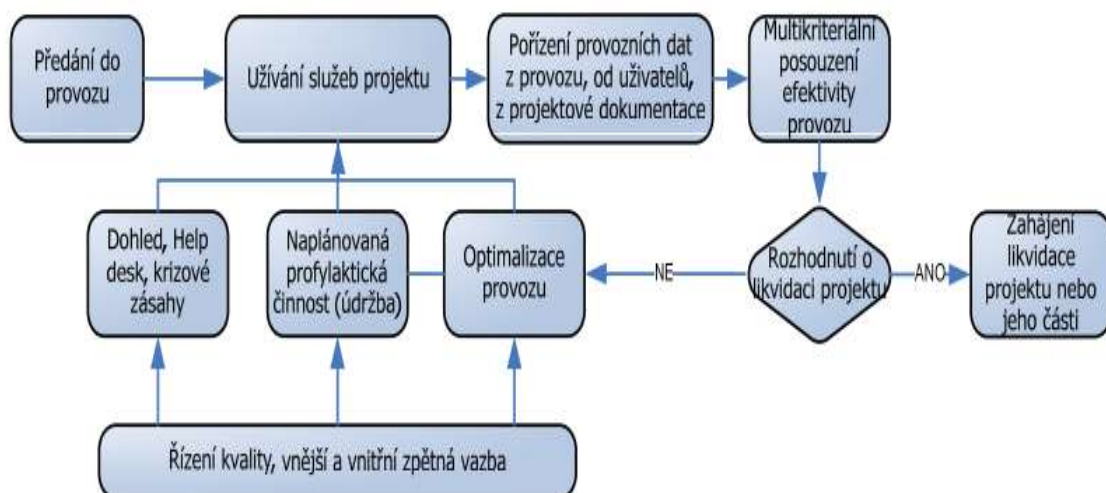 Předání do
provozu
Užívání služeb projektu
Pořízení provozních dat
z provozu, od uživatelů,
z projektové dokumentace
Multikriteriální
posouzení
efektivity
provozu
Dohled, Help
desk, krizové
zásahy
Naplánovaná
profylaktická
činnost (údržba)
Optimalizace
provozu
NE
Rozhodnutí o
likvidaci projektu
ANO
Zahájení
likvidace
projektu nebo
jeho části
Řízení kvality, vnější a vnitřní zpětná vazba